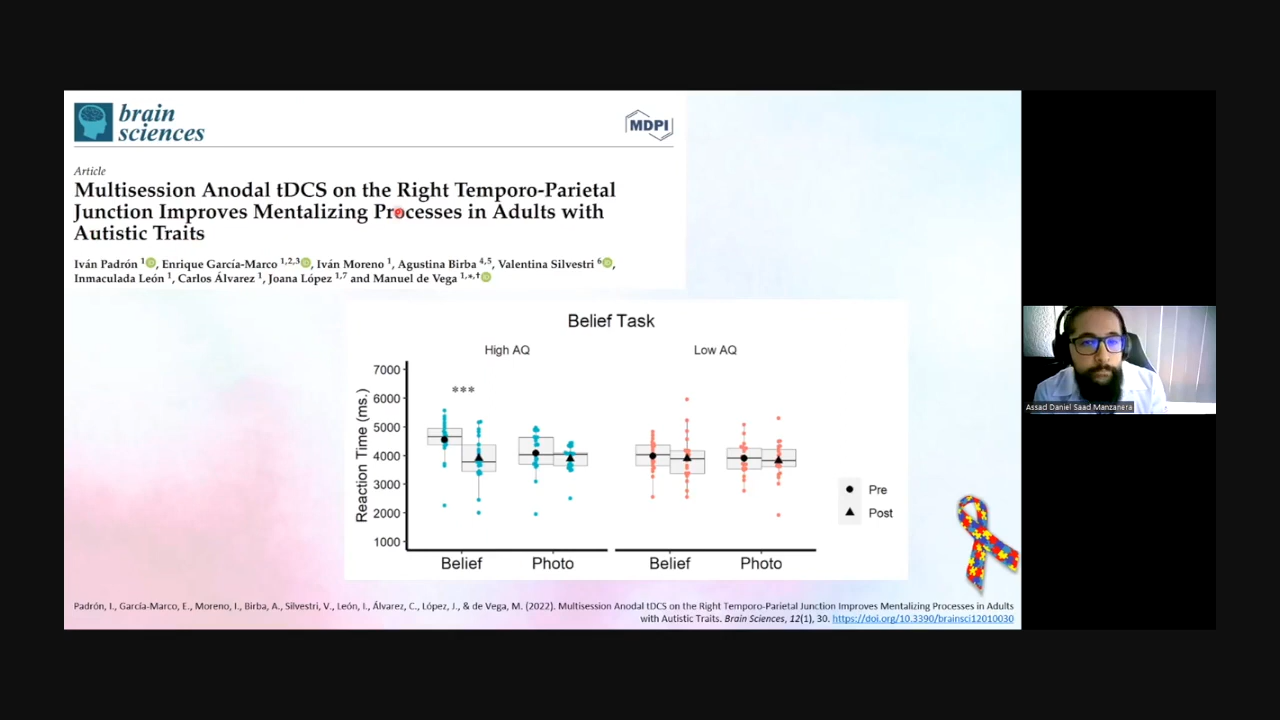 brain
sciences
MDPI
Article
Multisession Anodal tDCS on the Right Temporo-Parietal
Junction Improves Mentalizing Processes in Adults with
Autistic Traits
Iván Padrón 1, Enrique García-Marco 1,2,3, Iván Moreno 1, Agustina Birba 4,5, Valentina Silvestri 6,
Inmaculada León 1, Carlos Álvarez 1, Joana López 1,7 and Manuel de Vega 1,*,†
Belief Task
High AQ
Low AQ
7000
6000
5000
4000
3000
2000
1000
Reaction Time (ms.)
***
Belief
Photo
Belief
Photo
Pre
Post
Assad Daniel Saad Manzanera
Padrón, I., García-Marco, E., Moreno, I., Birba, A., Silvestri, V., León, I., Álvarez, C., López, J., & de Vega, M. (2022). Multisession Anodal tDCS on the Right Temporo-Parietal Junction Improves Mentalizing Processes in Adults
with Autistic Traits. Brain Sciences, 12(1), 30. https://doi.org/10.3390/brainsci12010030